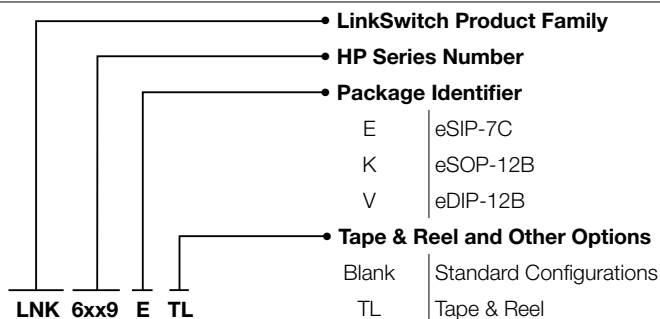 LinkSwitch Product Family
HP Series Number
Package Identifier
E eSIP-7C
K eSOP-12B
V eDIP-12B
Tape & Reel and Other Options
Blank Standard Configurations
LNK 6xx9 E TL TL Tape & Reel